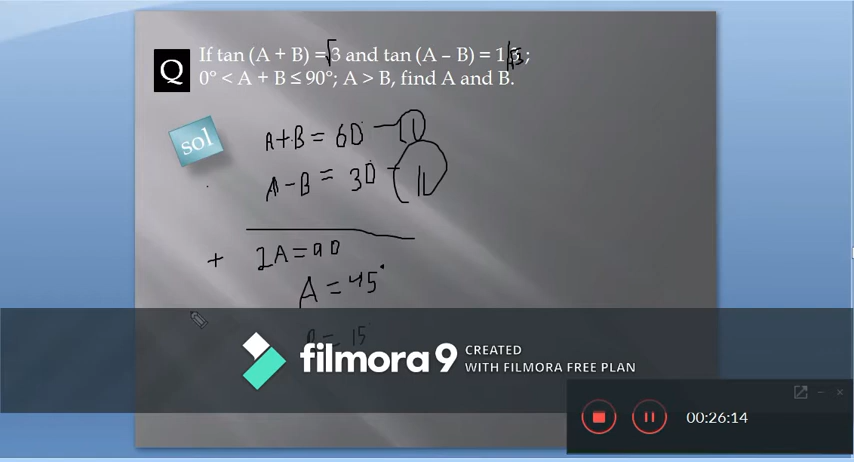 Q If tan (A + B) = √3 and tan (A – B) = 1/√3 ;
0° < A + B ≤ 90°; A > B, find A and B.
sol
A+B = 60°
A-B = 30°
+ 2A = 90
A = 45°
= 15
filmora 9 CREATED
WITH FILMORA FREE PLAN
00:26:14